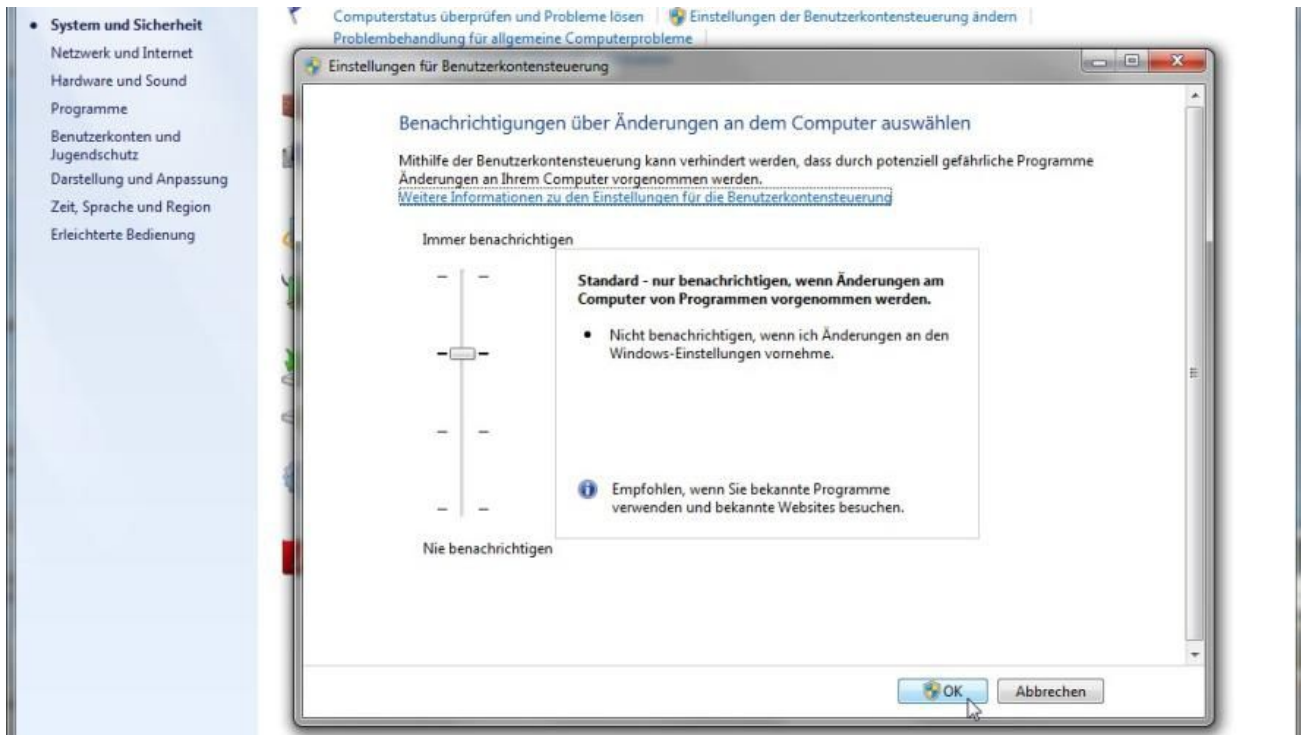 System und Sicherheit
Netzwerk und Internet
Hardware und Sound
Programme
Benutzerkonten und
Jugendschutz
Darstellung und Anpassung
Zeit, Sprache und Region
Erleichterte Bedienung
Computerstatus überprüfen und Probleme lösen
Einstellungen der Benutzerkontensteuerung ändern
Problembehandlung für allgemeine Computerprobleme
Einstellungen für Benutzerkontensteuerung
Benachrichtigungen über Änderungen an dem Computer auswählen
Mithilfe der Benutzerkontensteuerung kann verhindert werden, dass durch potenziell gefährliche Programme
Änderungen an Ihrem Computer vorgenommen werden.
Weitere Informationen zu den Einstellungen für die Benutzerkontensteuerung
Immer benachrichtigen
Standard - nur benachrichtigen, wenn Änderungen am
Computer von Programmen vorgenommen werden.
• Nicht benachrichtigen, wenn ich Änderungen an den
Windows-Einstellungen vornehme.
Empfohlen, wenn Sie bekannte Programme
verwenden und bekannte Websites besuchen.
Nie benachrichtigen
OK
Abbrechen